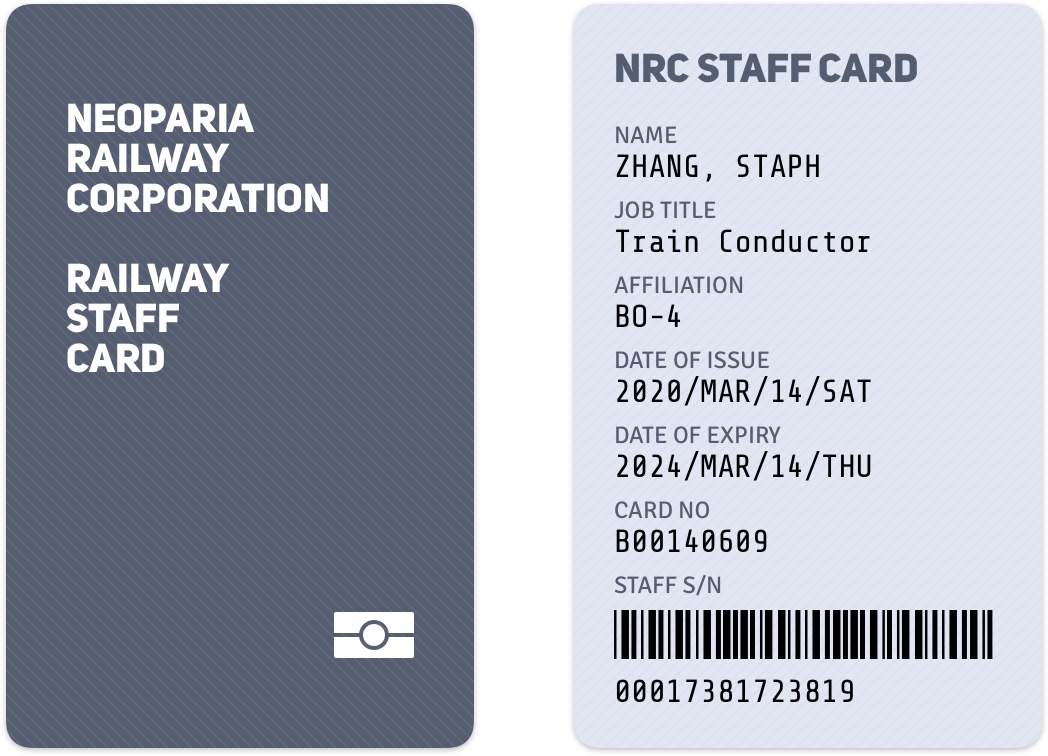 NEOPARIA
RAILWAY
CORPORATION
RAILWAY
STAFF
CARD
NRC STAFF CARD
NAME
ZHANG, STAPH
JOB TITLE
Train Conductor
AFFILIATION
BO-4
DATE OF ISSUE
2020/MAR/14/SAT
DATE OF EXPIRY
2024/MAR/14/THU
CARD NO
B00140609
STAFF S/N
00017381723819